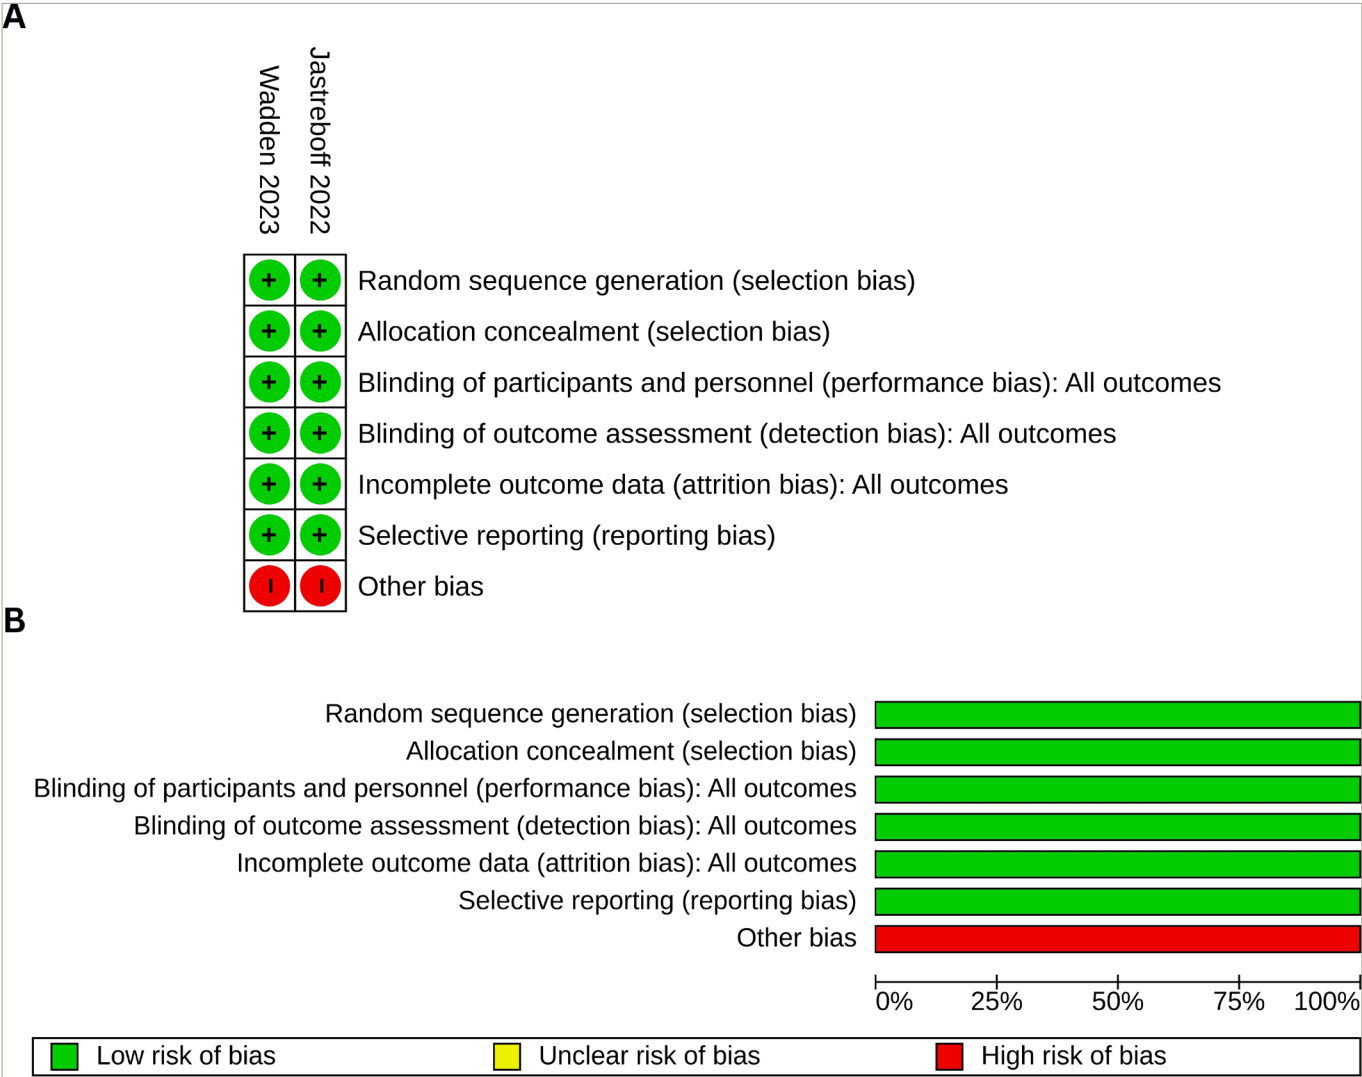 A
Wadden 2023
Jastreboff 2022
+ + Random sequence generation (selection bias)
+ + Allocation concealment (selection bias)
+ + Blinding of participants and personnel (performance bias): All outcomes
+ + Blinding of outcome assessment (detection bias): All outcomes
+ + Incomplete outcome data (attrition bias): All outcomes
+ + Selective reporting (reporting bias)
– – Other bias
B
Random sequence generation (selection bias)
Allocation concealment (selection bias)
Blinding of participants and personnel (performance bias): All outcomes
Blinding of outcome assessment (detection bias): All outcomes
Incomplete outcome data (attrition bias): All outcomes
Selective reporting (reporting bias)
Other bias
0% 25% 50% 75% 100%
Low risk of bias Unclear risk of bias High risk of bias